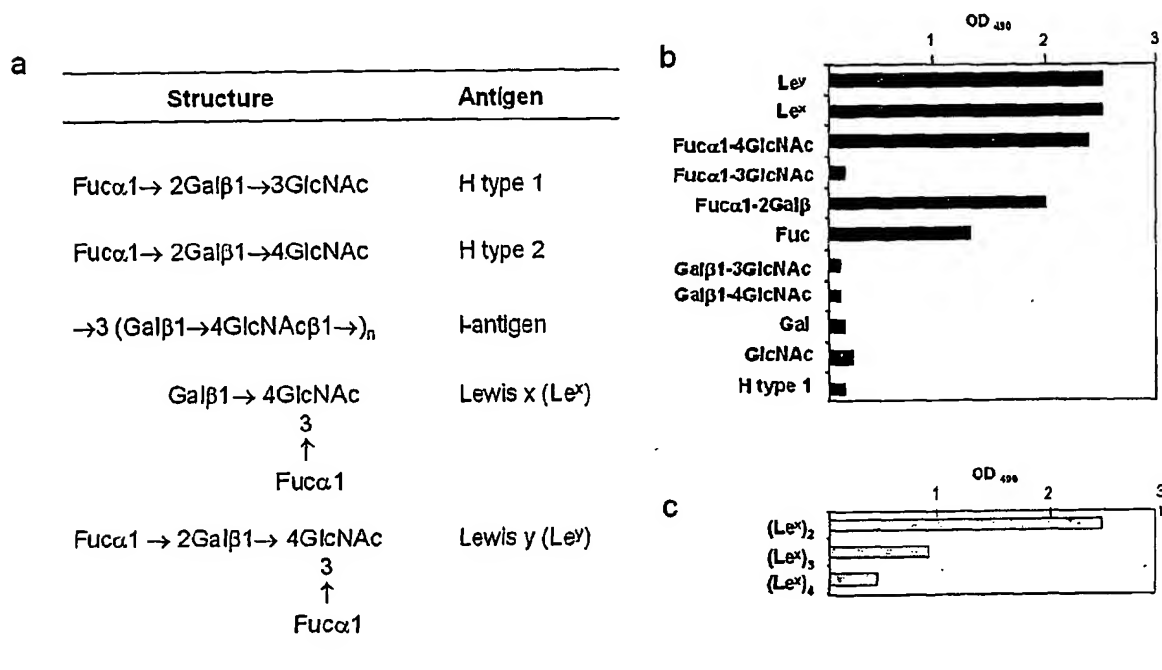 a
Structure Antigen
Fucα1→ 2Galβ1→3GlcNAc H type 1
Fucα1→ 2Galβ1→4GlcNAc H type 2
→3 (Galβ1→4GlcNAcβ1→)n I-antigen
Galβ1→ 4GlcNAc Lewis x (Leˣ)
3
↑
Fucα1
Fucα1 → 2Galβ1→ 4GlcNAc Lewis y (Leʸ)
3
↑
Fucα1
b
OD 490
1 2 3
Leʸ
Leˣ
Fucα1-4GlcNAc
Fucα1-3GlcNAc
Fucα1-2Galβ
Fuc
Galβ1-3GlcNAc
Galβ1-4GlcNAc
Gal
GlcNAc
H type 1
c
OD 490
1 2 3
(Leˣ)2
(Leˣ)3
(Leˣ)4